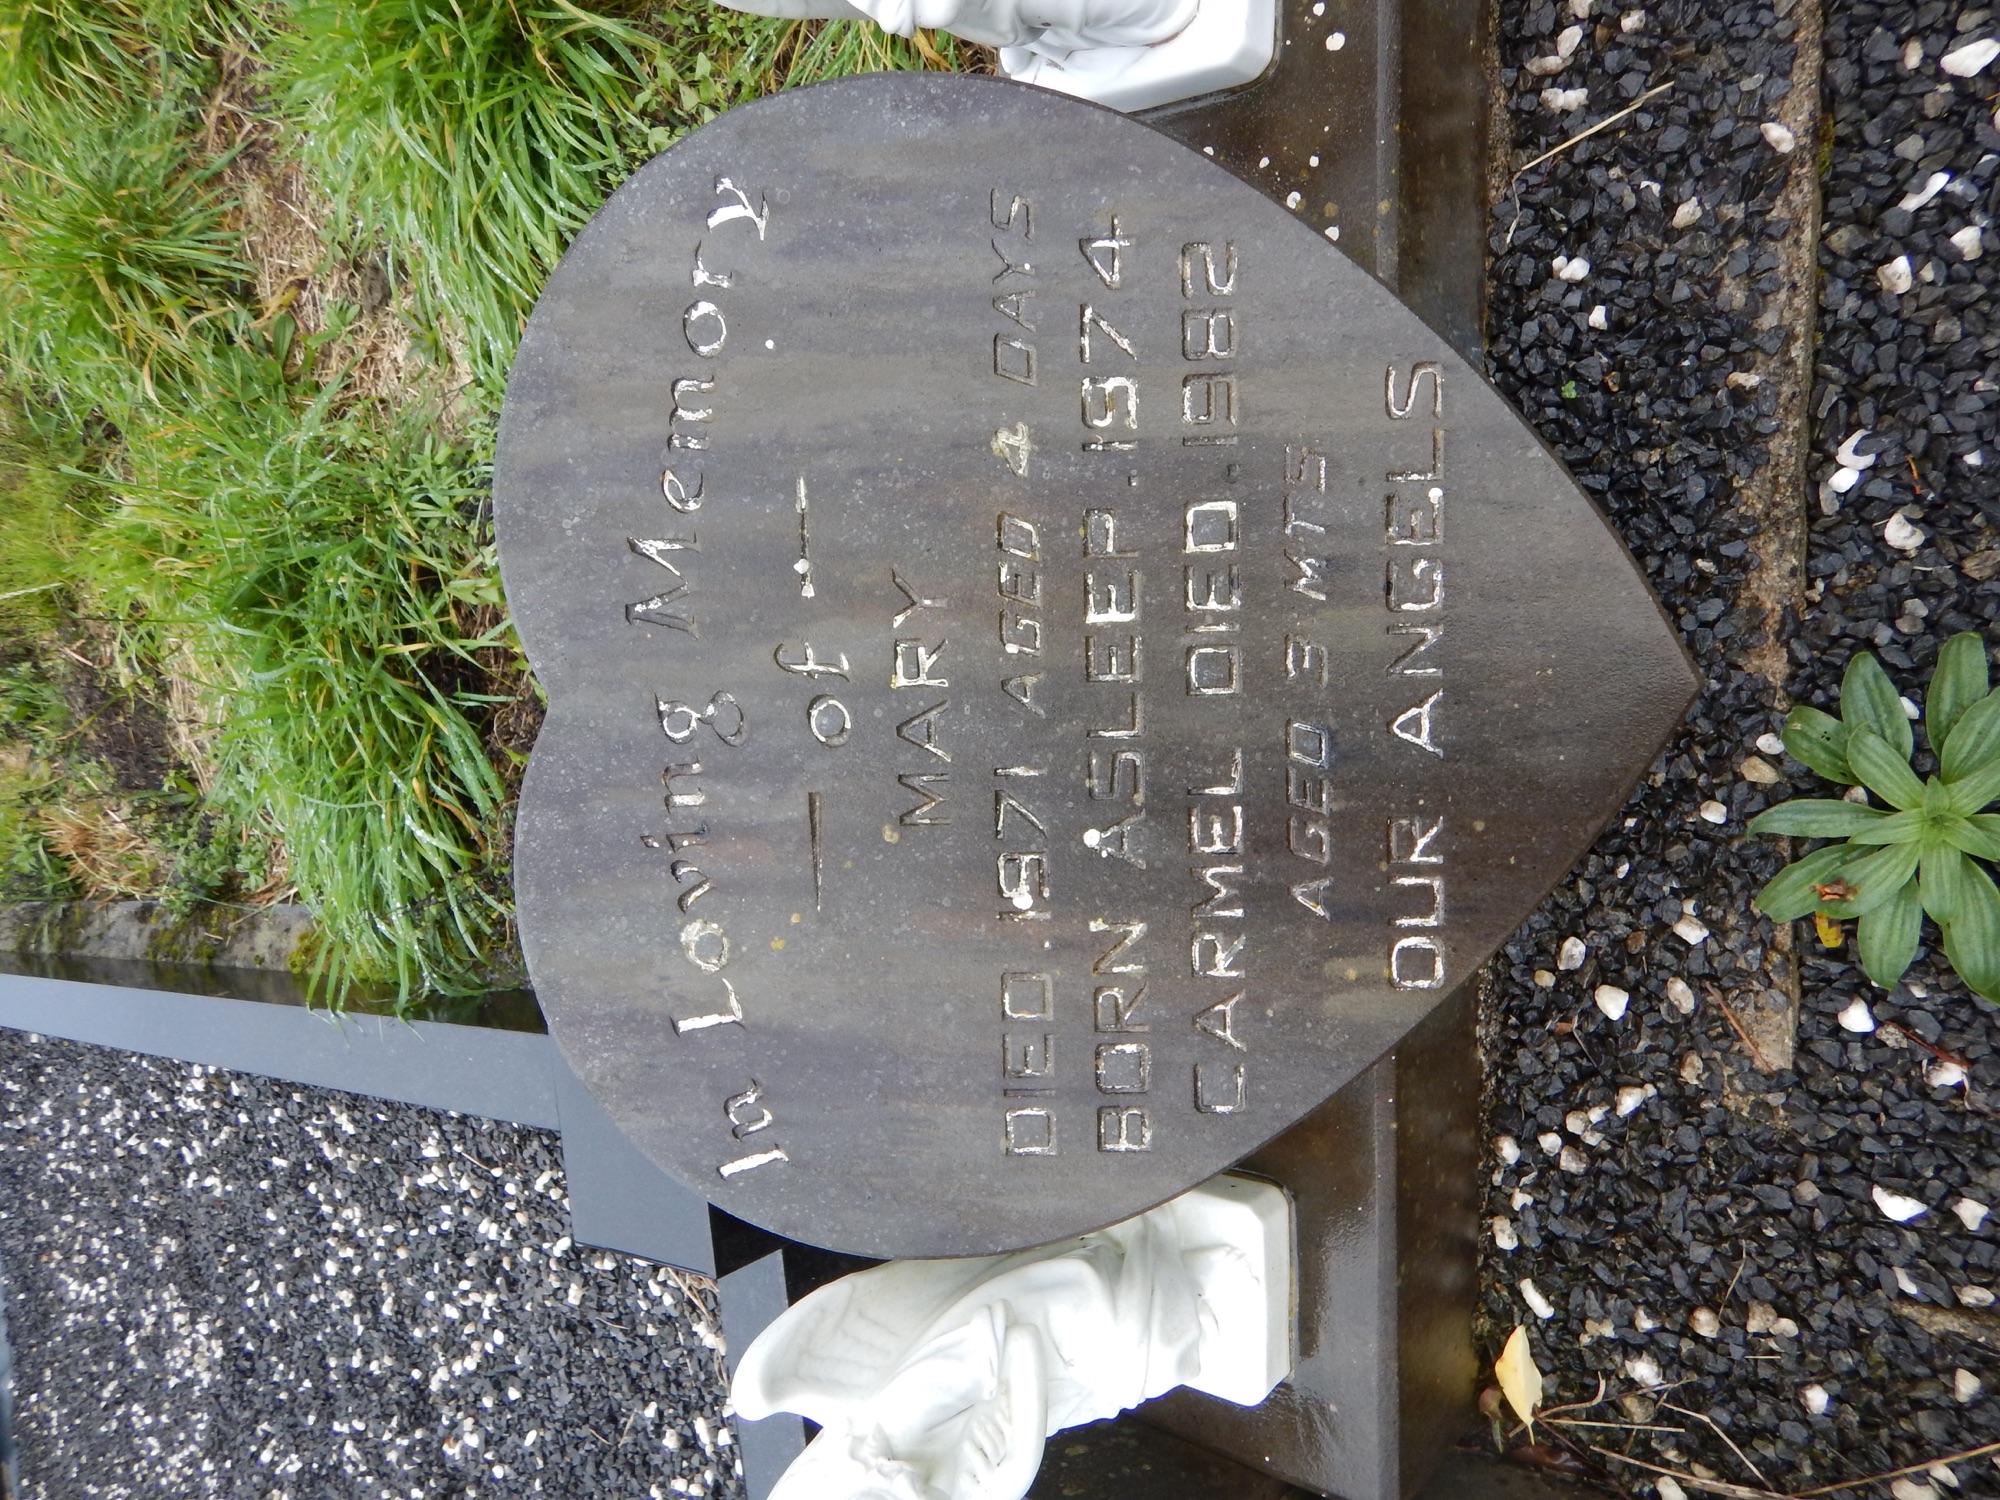 In Loving Memory
— of —
MARY
DIED.1971 AGED 4 DAYS
BORN ASLEEP.1974
CARMEL DIED.1982
AGED 3 MTS
OUR ANGELS